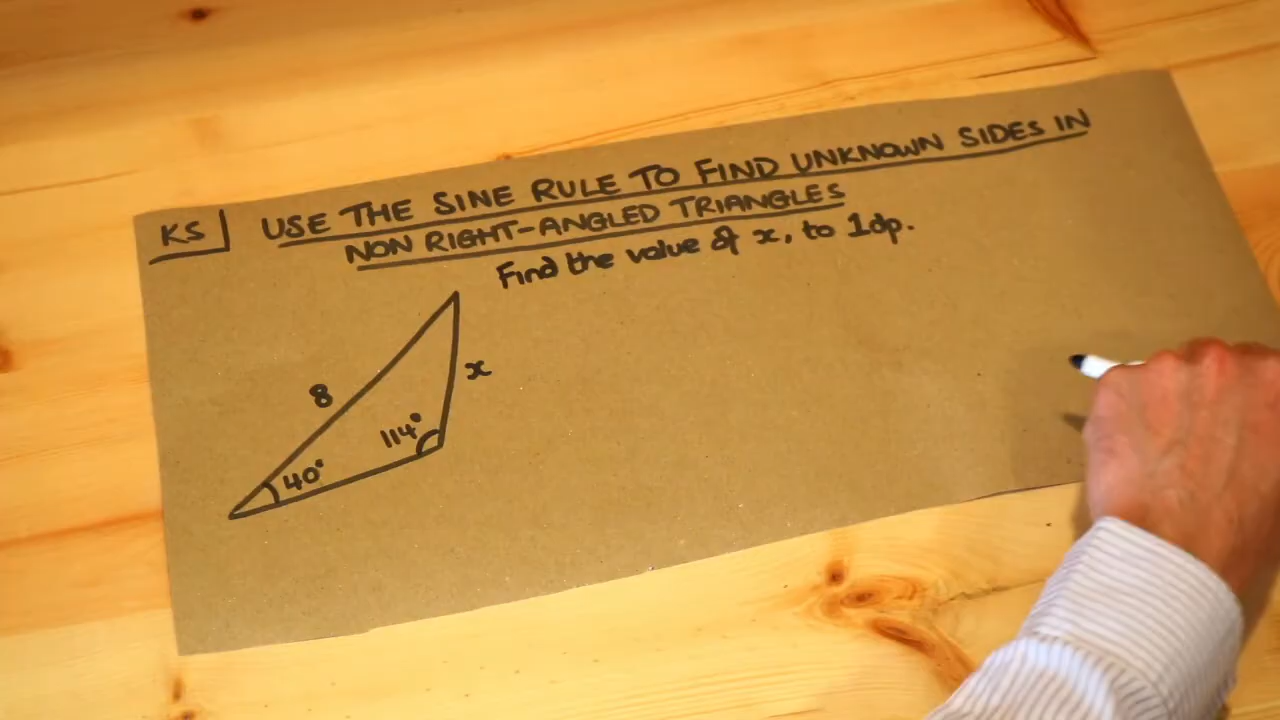 K5
USE THE SINE RULE TO FIND UNKNOWN SIDES IN
NON RIGHT-ANGLED TRIANGLES
Find the value of x, to 1dp.
8
x
114°
40°